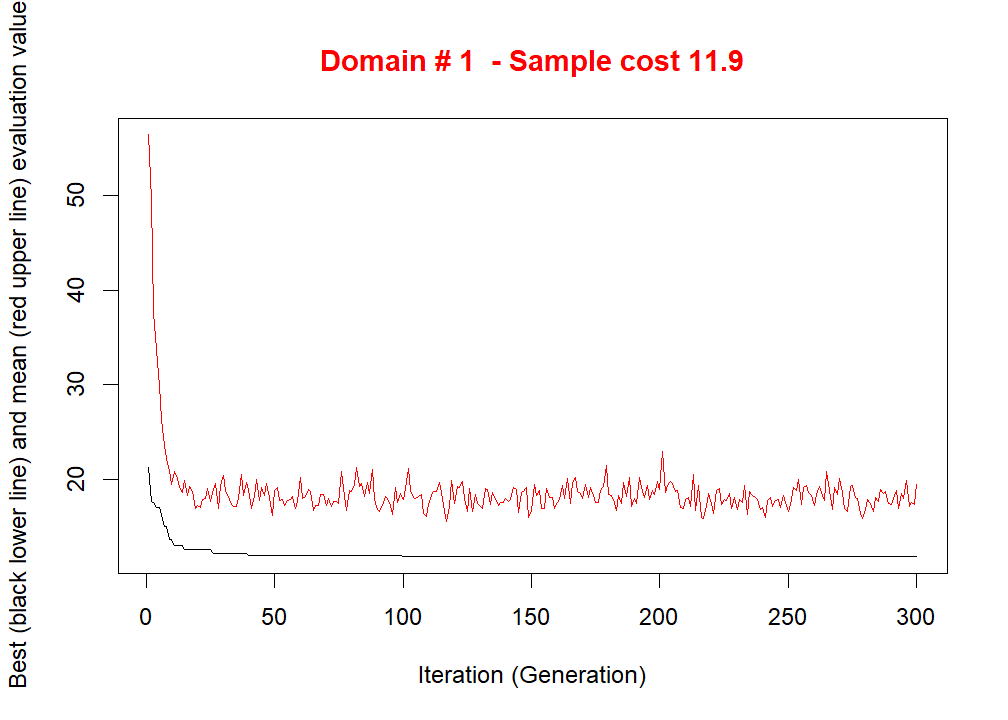 Domain # 1  - Sample cost 11.9
Best (black lower line) and mean (red upper line) evaluation value
50
40
30
20
0 50 100 150 200 250 300
Iteration (Generation)